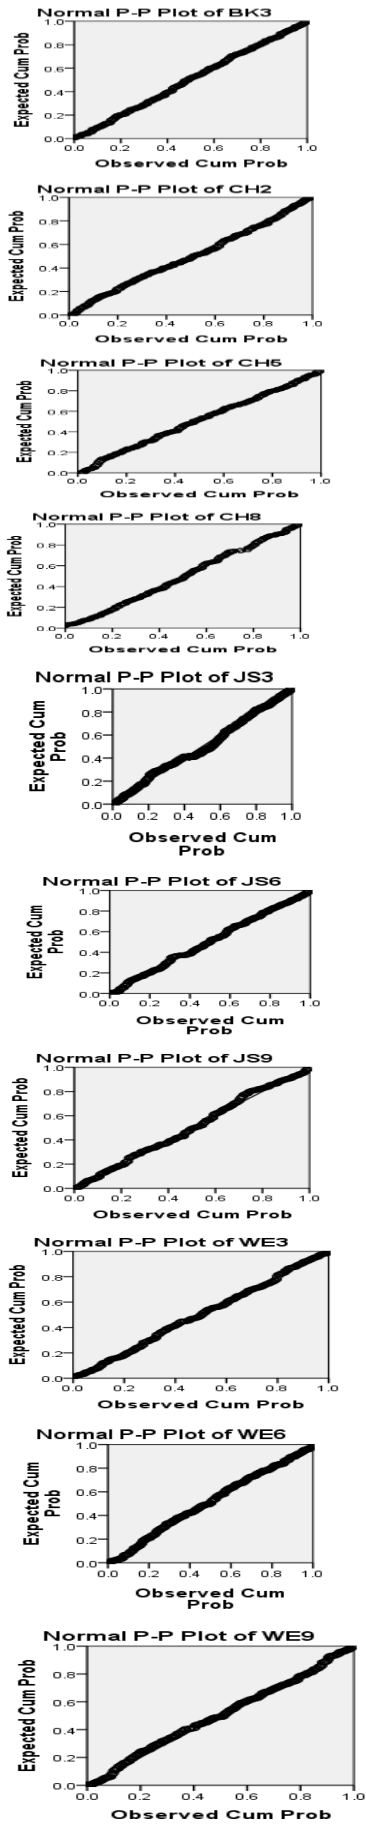 Normal P-P Plot of BK3
Expected Cum Prob
1.0
0.8
0.6
0.4
0.2
0.0
0.0 0.2 0.4 0.6 0.8 1.0
Observed Cum Prob
Normal P-P Plot of CH2
Expected Cum Prob
1.0
0.8
0.6
0.4
0.2
0.0
0.0 0.2 0.4 0.6 0.8 1.0
Observed Cum Prob
Normal P-P Plot of CH5
Expected Cum Prob
1.0
0.8
0.6
0.4
0.2
0.0
0.0 0.2 0.4 0.6 0.8 1.0
Observed Cum Prob
Normal P-P Plot of CH8
Expected Cum Prob
1.0
0.8
0.6
0.4
0.2
0.0
0.0 0.2 0.4 0.6 0.8 1.0
Observed Cum Prob
Normal P-P Plot of JS3
Expected Cum
Prob
1.0
0.8
0.6
0.4
0.2
0.0
0.0 0.2 0.4 0.6 0.8 1.0
Observed Cum
Prob
Normal P-P Plot of JS6
Expected Cum
Prob
1.0
0.8
0.6
0.4
0.2
0.0
0.0 0.2 0.4 0.6 0.8 1.0
Observed Cum
Prob
Normal P-P Plot of JS9
Expected Cum Prob
1.0
0.8
0.6
0.4
0.2
0.0
0.0 0.2 0.4 0.6 0.8 1.0
Observed Cum Prob
Normal P-P Plot of WE3
Expected Cum Prob
1.0
0.8
0.6
0.4
0.2
0.0
0.0 0.2 0.4 0.6 0.8 1.0
Observed Cum Prob
Normal P-P Plot of WE6
Expected Cum
Prob
1.0
0.8
0.6
0.4
0.2
0.0
0.0 0.2 0.4 0.6 0.8 1.0
Observed Cum
Prob
Normal P-P Plot of WE9
Expected Cum Prob
1.0
0.8
0.6
0.4
0.2
0.0
0.0 0.2 0.4 0.6 0.8 1.0
Observed Cum Prob